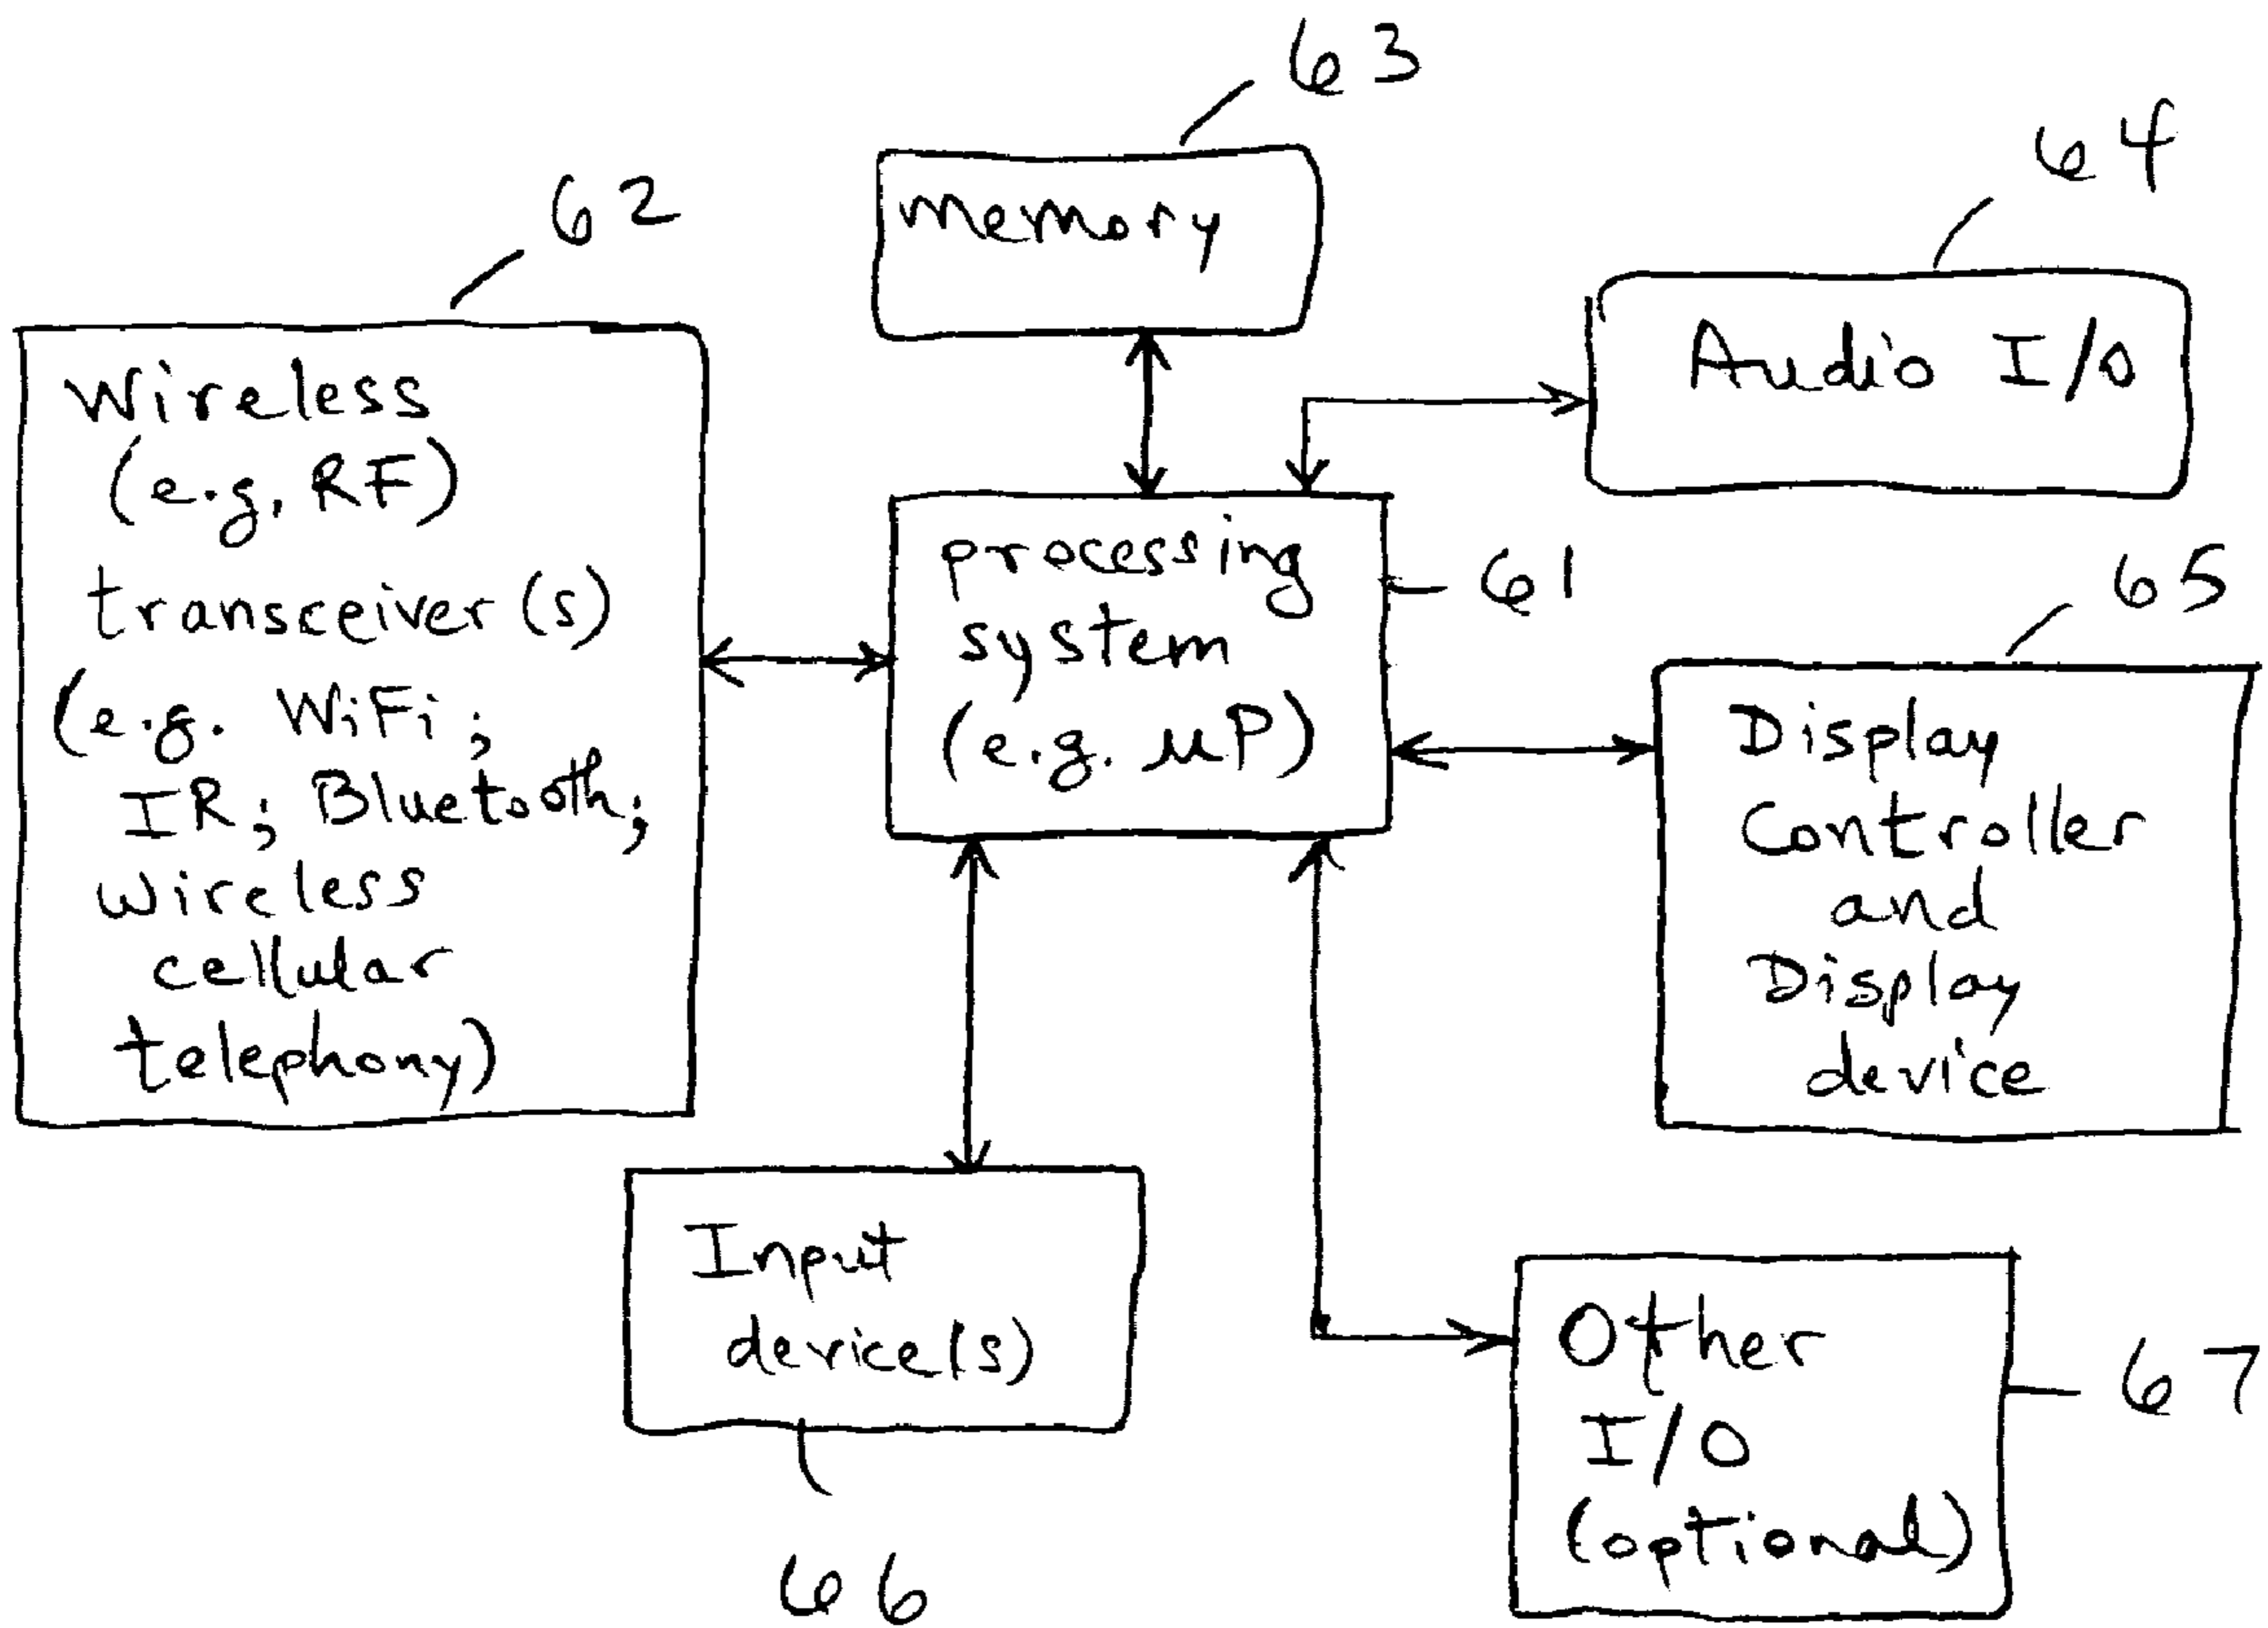 63
memory
64
Audio I/O
62
Wireless
(e.g. RF)
transceiver(s)
(e.g. WiFi;
IR; Bluetooth;
wireless
cellular
telephony)
processing
system
(e.g. μP)
61
65
Display
Controller
and
Display
device
Input
device(s)
66
Other
I/O
(optional)
67